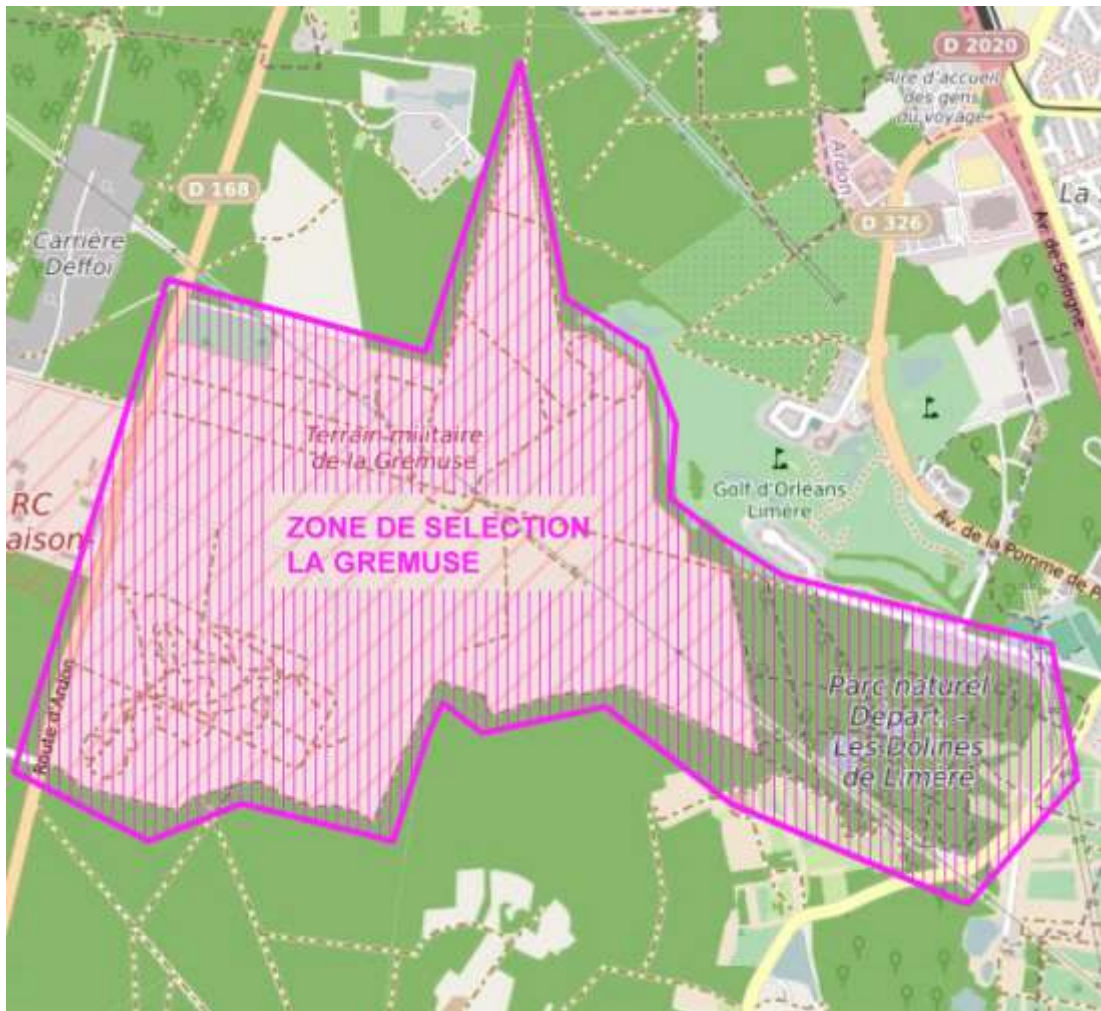 D 2020
Aire d'accueil
des gens
du voyage
Ardon
D 168
La
D 326
Carrière
Deffoi
Av. de Sologne
Terrain militaire
de la Grémuse
Golf d'Orléans
Limère
RC
aison
ZONE DE SELECTION
LA GREMUSE
Av. de la Pomme de P
Route d'Ardon
Parc naturel
Départ. -
Les Dolines
de Limère